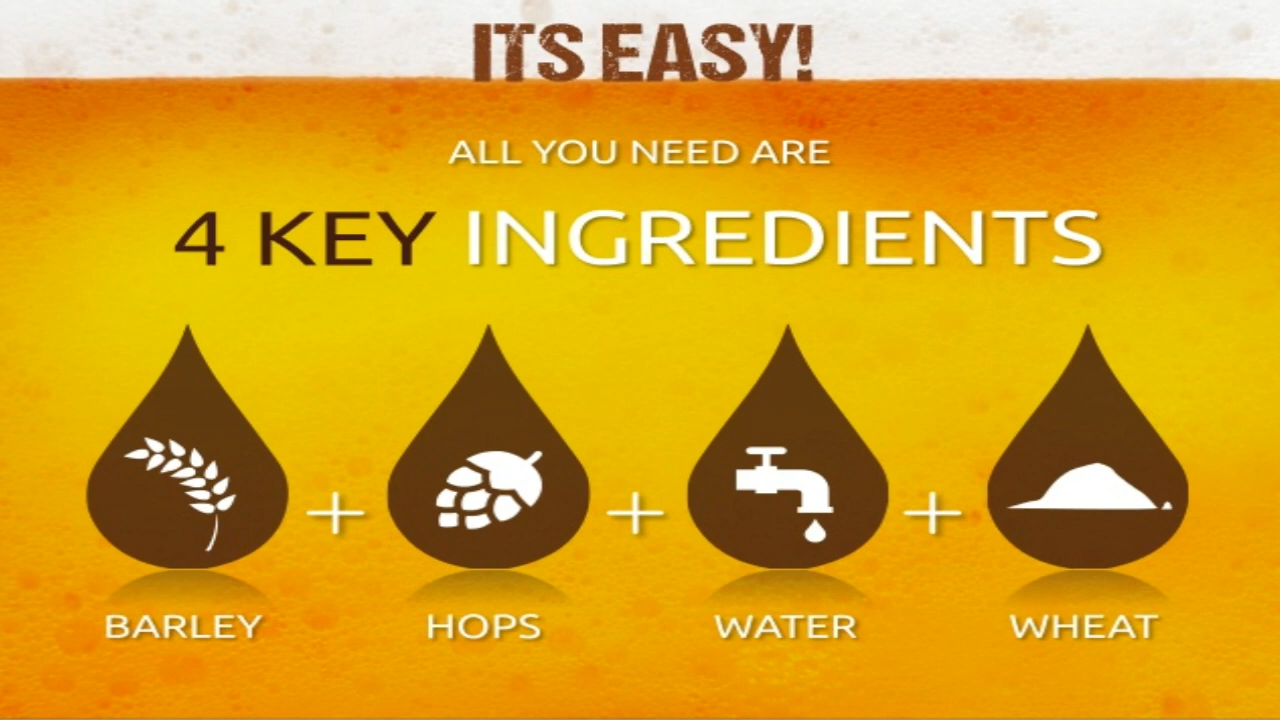 ITS EASY!
ALL YOU NEED ARE
4 KEY INGREDIENTS
BARLEY + HOPS + WATER + WHEAT